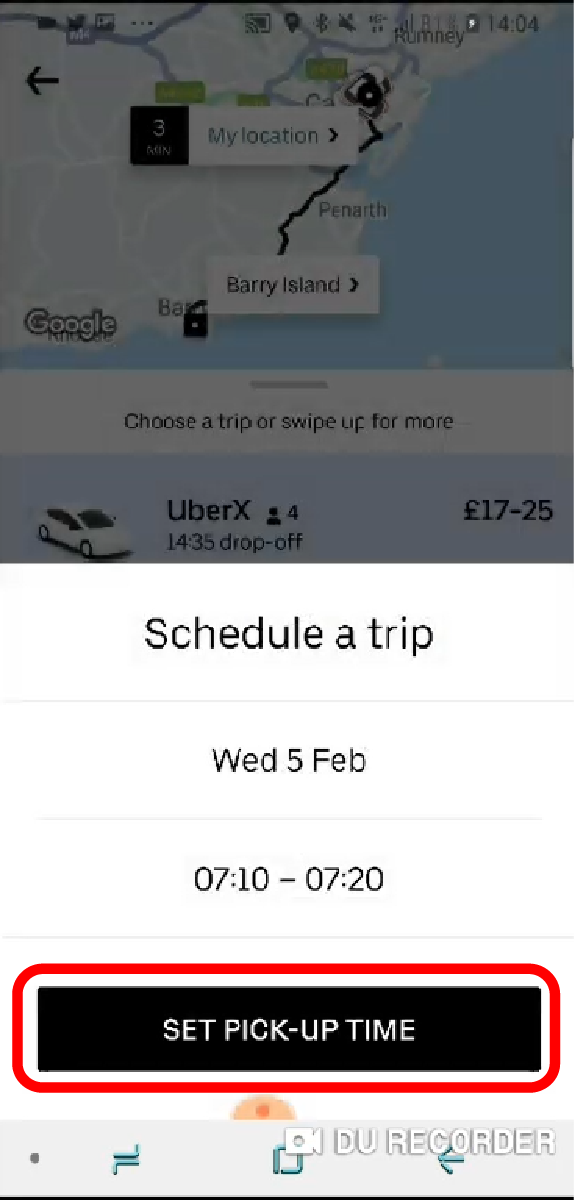 14:04
Rumney
3
MIN
My location
Penarth
Barry Island
Google
Choose a trip or swipe up for more
UberX 4 £17-25
14:35 drop-off
Schedule a trip
Wed 5 Feb
07:10 – 07:20
SET PICK-UP TIME
DU RECORDER